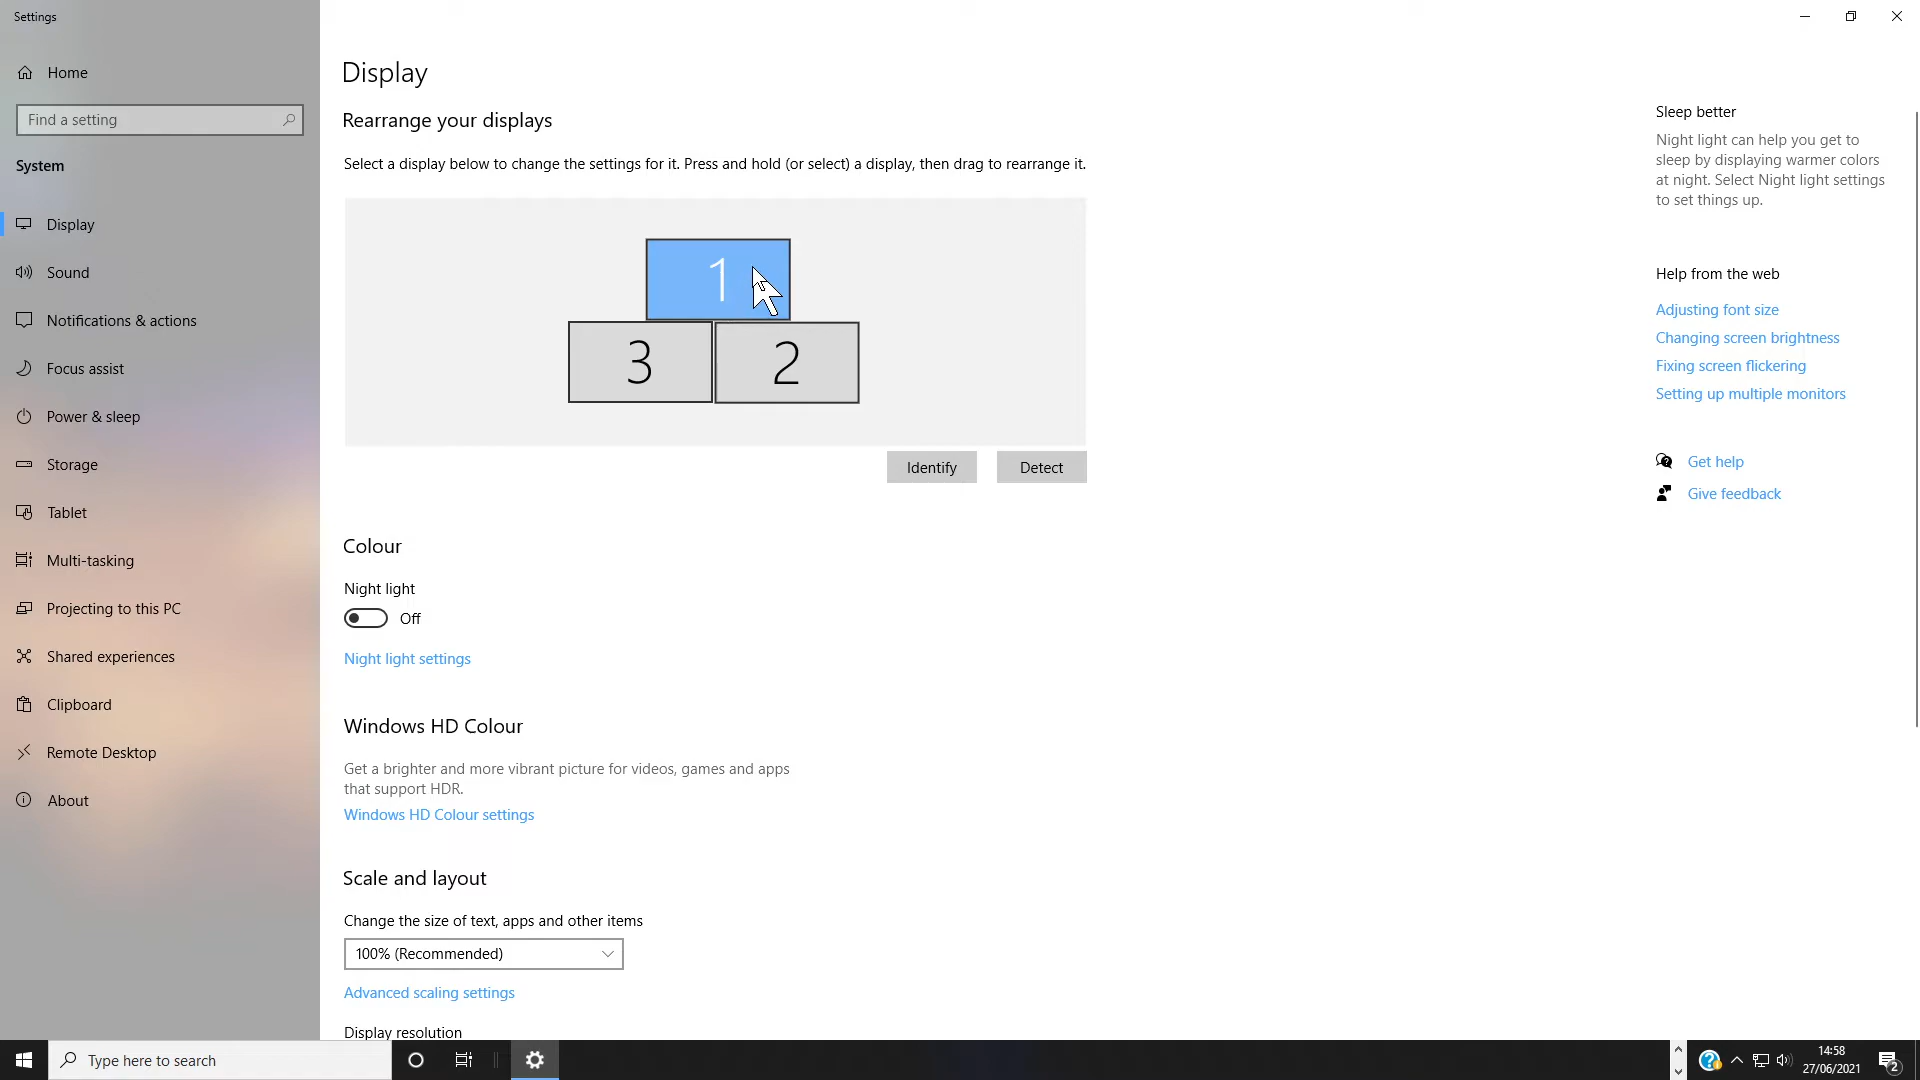 Settings
Home
Find a setting
System
Display
Sound
Notifications & actions
Focus assist
Power & sleep
Storage
Tablet
Multi-tasking
Projecting to this PC
Shared experiences
Clipboard
Remote Desktop
About
Display
Rearrange your displays
Select a display below to change the settings for it. Press and hold (or select) a display, then drag to rearrange it.
1
3 2
Identify Detect
Colour
Night light
Off
Night light settings
Windows HD Colour
Get a brighter and more vibrant picture for videos, games and apps
that support HDR.
Windows HD Colour settings
Scale and layout
Change the size of text, apps and other items
100% (Recommended)
Advanced scaling settings
Display resolution
Sleep better
Night light can help you get to
sleep by displaying warmer colors
at night. Select Night light settings
to set things up.
Help from the web
Adjusting font size
Changing screen brightness
Fixing screen flickering
Setting up multiple monitors
Get help
Give feedback
Type here to search
14:58
27/06/2021
2